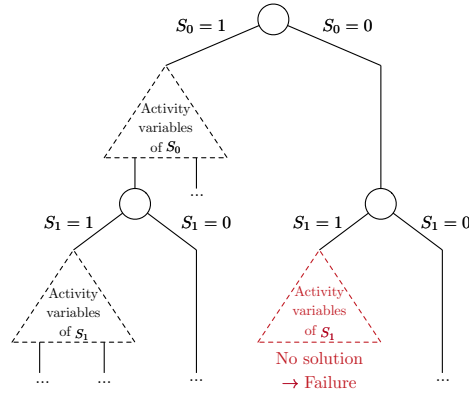 S₀ = 1
S₀ = 0
Activity
variables
of S₀
...
S₁ = 1
S₁ = 0
S₁ = 1
S₁ = 0
Activity
variables
of S₁
Activity
variables
of S₁
No solution
→ Failure
...
...
...
...